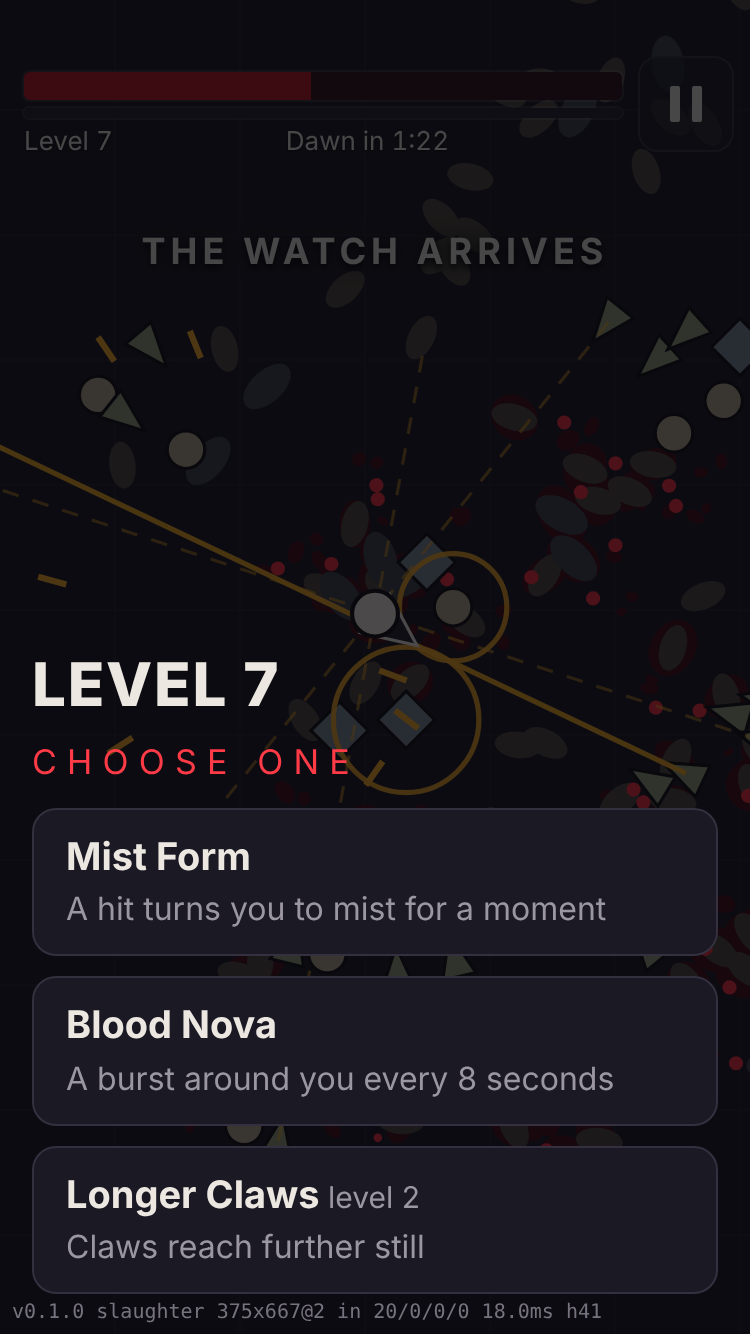 Level 7
Dawn in 1:22
THE WATCH ARRIVES
LEVEL 7
CHOOSE ONE
Mist Form
A hit turns you to mist for a moment
Blood Nova
A burst around you every 8 seconds
Longer Claws level 2
Claws reach further still
v0.1.0 slaughter 375x667@2 in 20/0/0/0 18.0ms h41